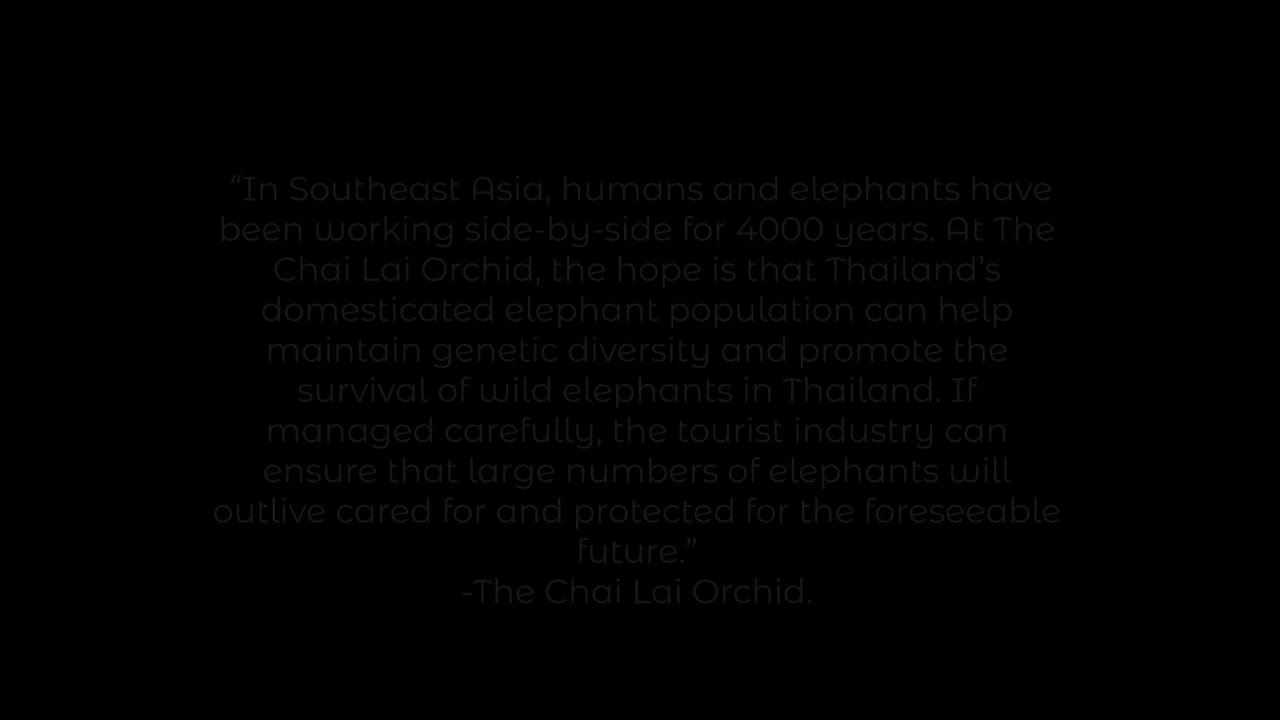 “In Southeast Asia, humans and elephants have
been working side-by-side for 4000 years. At The
Chai Lai Orchid, the hope is that Thailand’s
domesticated elephant population can help
maintain genetic diversity and promote the
survival of wild elephants in Thailand. If
managed carefully, the tourist industry can
ensure that large numbers of elephants will
outlive cared for and protected for the foreseeable
future.”
-The Chai Lai Orchid.